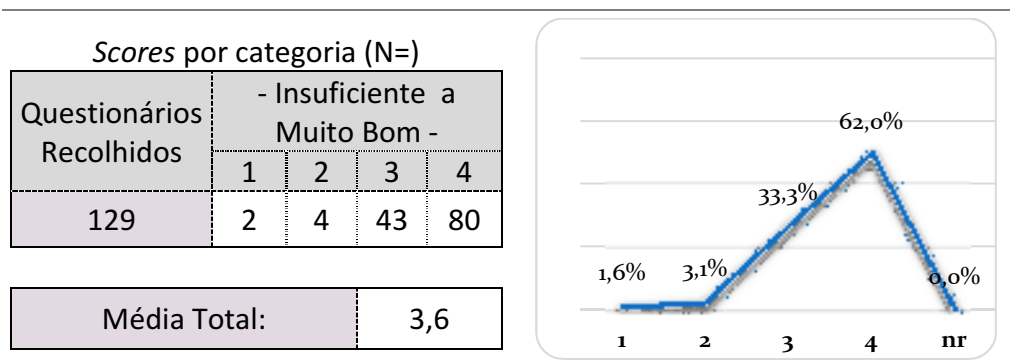 Scores por categoria (N=)
Questionários
Recolhidos
- Insuficiente a
Muito Bom -
1 2 3 4
129 2 4 43 80
Média Total: 3,6
62,0%
33,3%
1,6% 3,1% 0,0%
1 2 3 4 nr